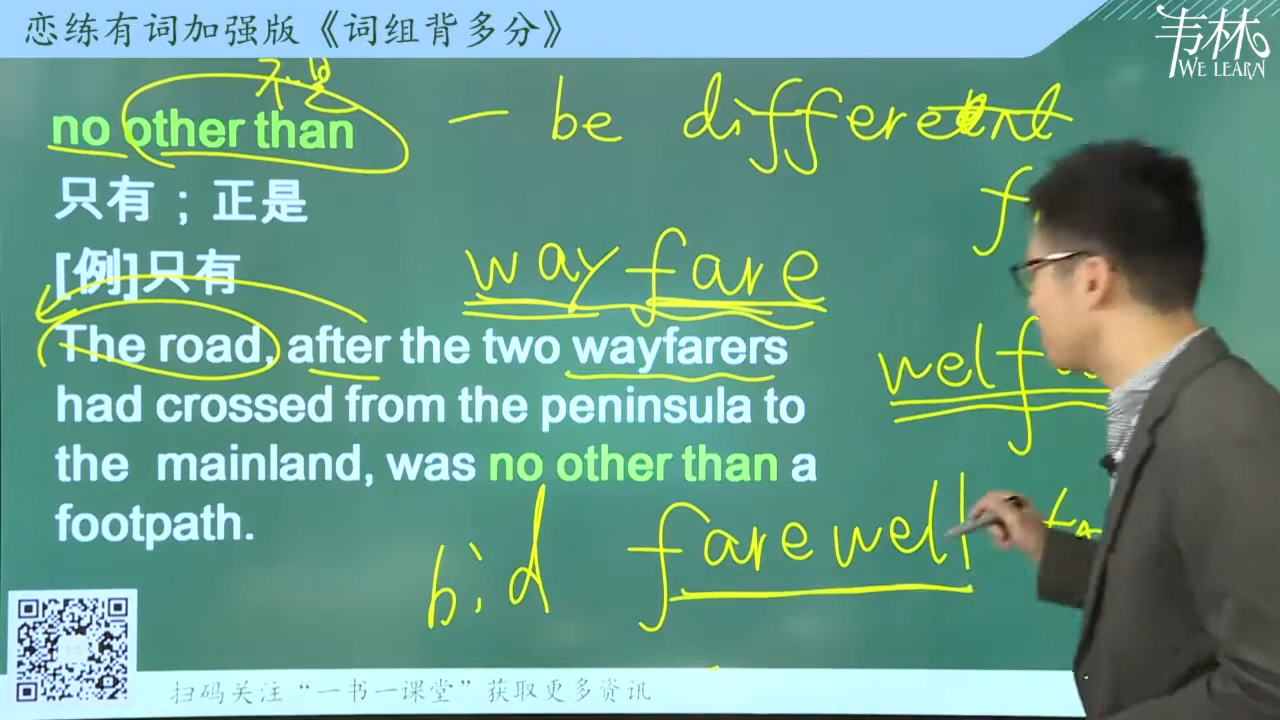 恋练有词加强版《词组背多分》
韦林
WE LEARN
不是
no other than — be different
只有；正是
[例]只有
wayfare
The road, after the two wayfarers
had crossed from the peninsula to
the mainland, was no other than a
footpath.
bid farewell
扫码关注“一书一课堂”获取更多资讯